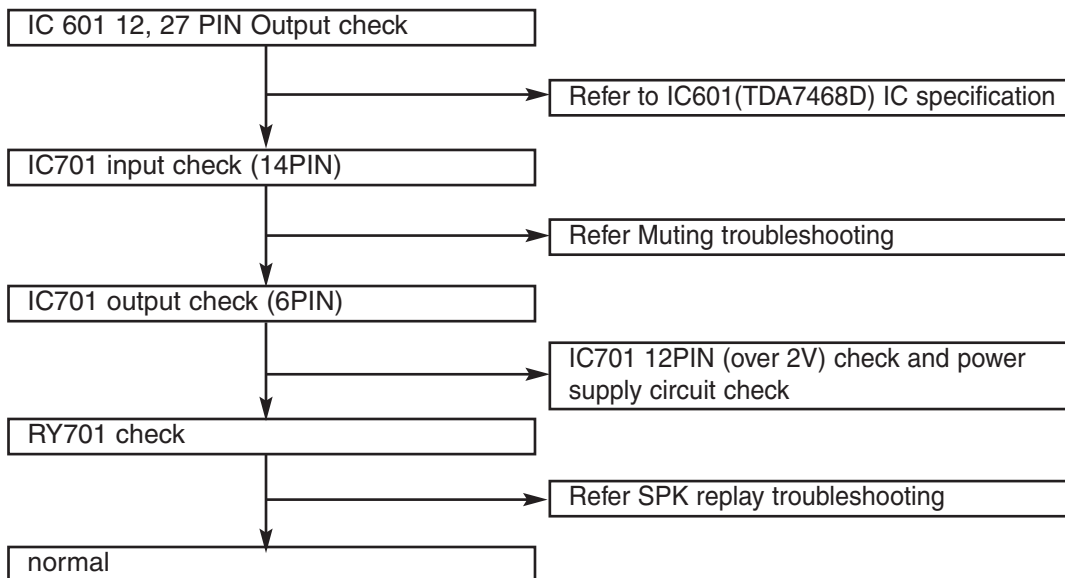 IC 601 12, 27 PIN Output check
Refer to IC601(TDA7468D) IC specification
IC701 input check (14PIN)
Refer Muting troubleshooting
IC701 output check (6PIN)
IC701 12PIN (over 2V) check and power
supply circuit check
RY701 check
Refer SPK replay troubleshooting
normal